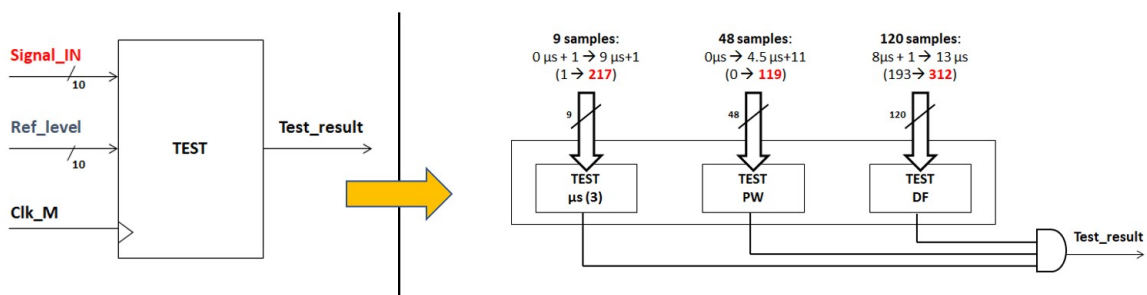 Signal_IN
10
Ref_level
10
Clk_M
TEST
Test_result
9 samples:
0 µs + 1 → 9 µs+1
(1 → 217)
9
48 samples:
0µs → 4.5 µs+11
(0 → 119)
48
120 samples:
8µs + 1 → 13 µs
(193→ 312)
120
TEST
µs (3)
TEST
PW
TEST
DF
Test_result